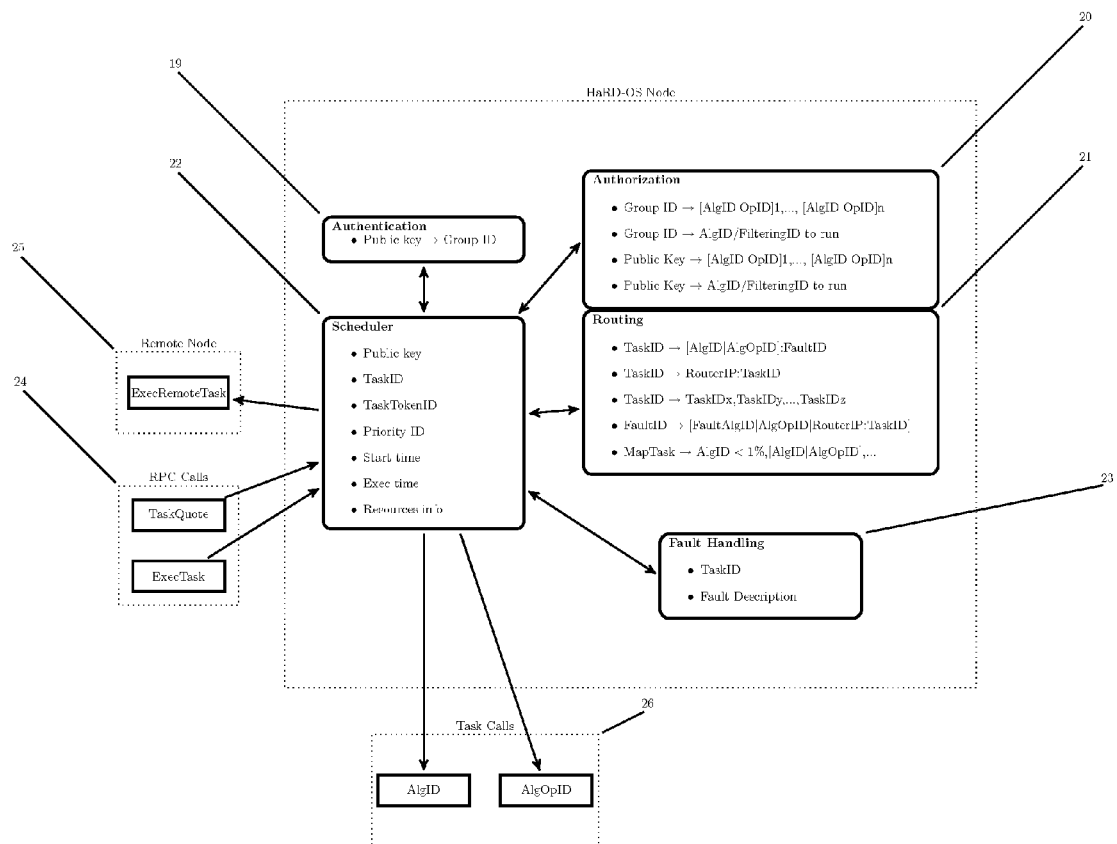 20
19
HaRD-OS Node
22
21
Authorization
• Group ID → [AlgID OpID]1,..., [AlgID OpID]n
• Group ID → AlgID/FilteringID to run
• Public Key → [AlgID OpID]1,..., [AlgID OpID]n
• Public Key → AlgID/FilteringID to run
Authentication
• Public key → Group ID
25
Routing
• TaskID → [AlgID|AlgOpID]:FaultID
• TaskID → RouterIP:TaskID
• TaskID → TaskIDx,TaskIDy,...,TaskIDz
• FaultID → [FaultAlgID|AlgOpID|RouterIP:TaskID]
• MapTask → AlgID < 1%,|AlgID|AlgOpID|,...
Scheduler
• Public key
• TaskID
• TaskTokenID
• Priority ID
• Start time
• Exec time
• Resources info
Remote Node
ExecRemoteTask
24
RPC Calls
TaskQuote
ExecTask
23
Fault Handling
• TaskID
• Fault Description
26
Task Calls
AlgID
AlgOpID